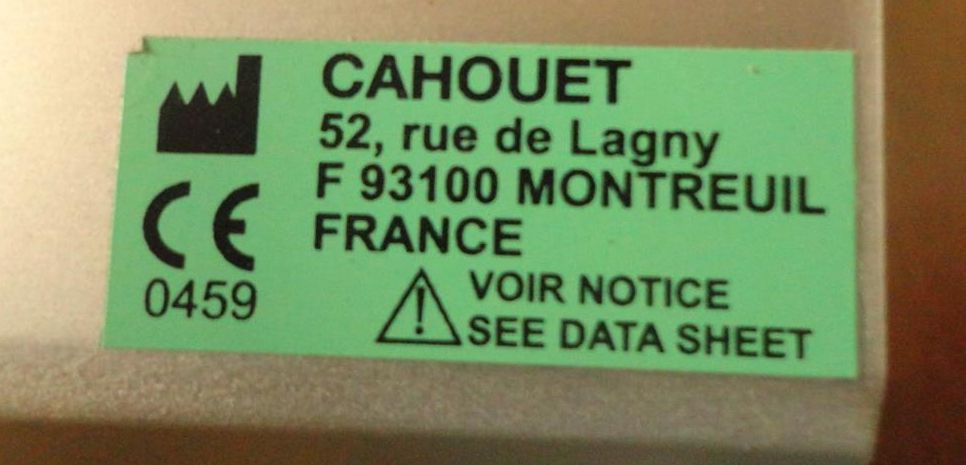 CAHOUET
52, rue de Lagny
F 93100 MONTREUIL
FRANCE
CE
0459
VOIR NOTICE
SEE DATA SHEET